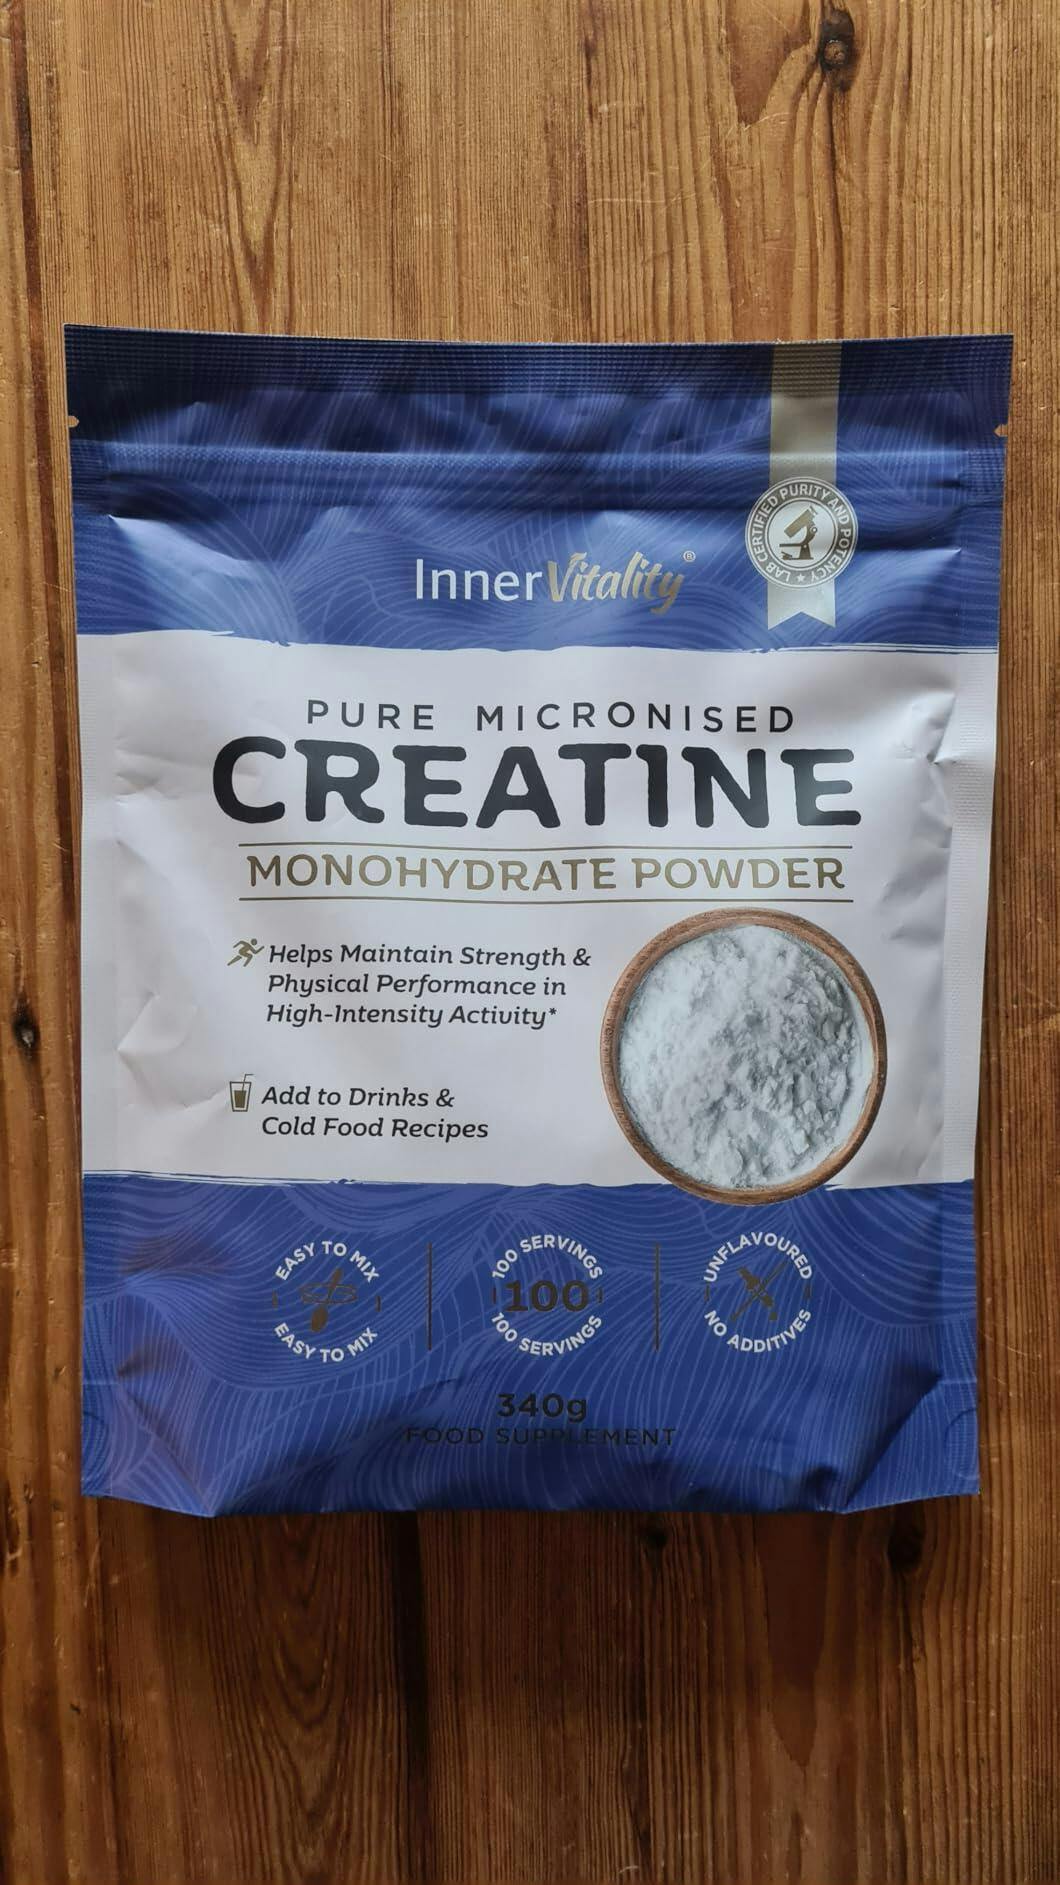 LAB CERTIFIED PURITY AND POTENCY
InnerVitality®
PURE MICRONISED
CREATINE
MONOHYDRATE POWDER
Helps Maintain Strength &
Physical Performance in
High-Intensity Activity*
Add to Drinks &
Cold Food Recipes
EASY TO MIX
EASY TO MIX
100 SERVINGS
100
100 SERVINGS
UNFLAVOURED
NO ADDITIVES
340g
FOOD SUPPLEMENT